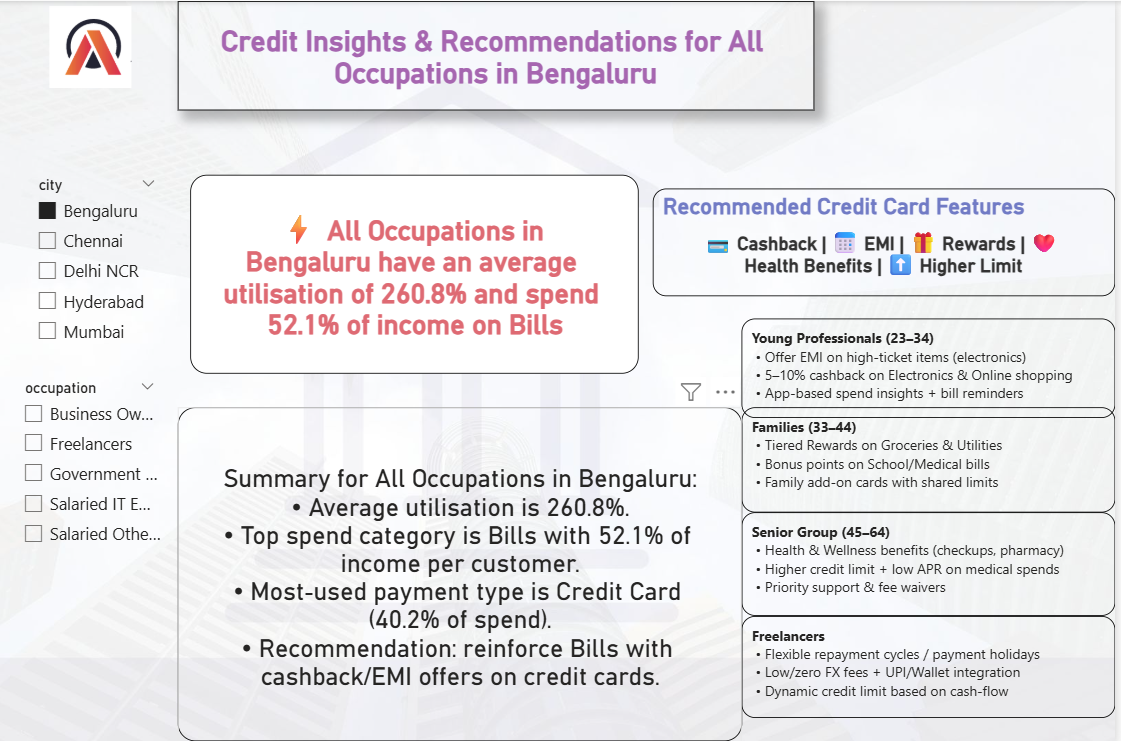 Credit Insights & Recommendations for All
Occupations in Bengaluru
city
Bengaluru
Chennai
Delhi NCR
Hyderabad
Mumbai
occupation
Business Ow...
Freelancers
Government ...
Salaried IT E...
Salaried Othe...
⚡ All Occupations in
Bengaluru have an average
utilisation of 260.8% and spend
52.1% of income on Bills
Summary for All Occupations in Bengaluru:
• Average utilisation is 260.8%.
• Top spend category is Bills with 52.1% of
income per customer.
• Most-used payment type is Credit Card
(40.2% of spend).
• Recommendation: reinforce Bills with
cashback/EMI offers on credit cards.
Recommended Credit Card Features
💳 Cashback | 📅 EMI | 🎁 Rewards | ❤️
Health Benefits | ⬆️ Higher Limit
Young Professionals (23–34)
• Offer EMI on high-ticket items (electronics)
• 5–10% cashback on Electronics & Online shopping
• App-based spend insights + bill reminders
Families (33–44)
• Tiered Rewards on Groceries & Utilities
• Bonus points on School/Medical bills
• Family add-on cards with shared limits
Senior Group (45–64)
• Health & Wellness benefits (checkups, pharmacy)
• Higher credit limit + low APR on medical spends
• Priority support & fee waivers
Freelancers
• Flexible repayment cycles / payment holidays
• Low/zero FX fees + UPI/Wallet integration
• Dynamic credit limit based on cash-flow